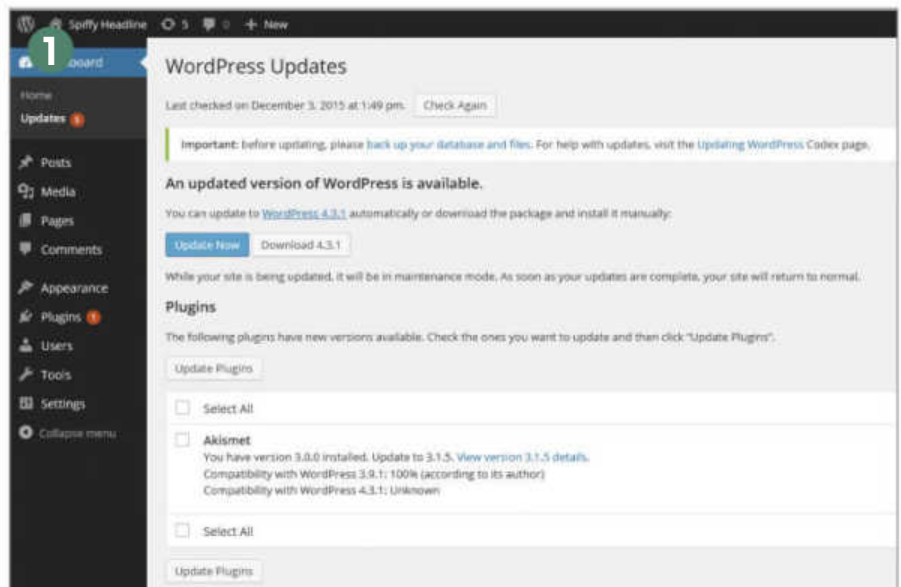 Spiffy Headline 5 0 + New
1
Home
Updates 5
Posts
Media
Pages
Comments
Appearance
Plugins 1
Users
Tools
Settings
Collapse menu
WordPress Updates
Last checked on December 3, 2015 at 1:49 pm. Check Again
Important: before updating, please back up your database and files. For help with updates, visit the Updating WordPress Codex page.
An updated version of WordPress is available.
You can update to WordPress 4.3.1 automatically or download the package and install it manually:
Update Now Download 4.3.1
While your site is being updated, it will be in maintenance mode. As soon as your updates are complete, your site will return to normal.
Plugins
The following plugins have new versions available. Check the ones you want to update and then click "Update Plugins".
Update Plugins
Select All
Akismet
You have version 3.0.0 installed. Update to 3.1.5. View version 3.1.5 details.
Compatibility with WordPress 3.9.1: 100% (according to its author)
Compatibility with WordPress 4.3.1: Unknown
Select All
Update Plugins